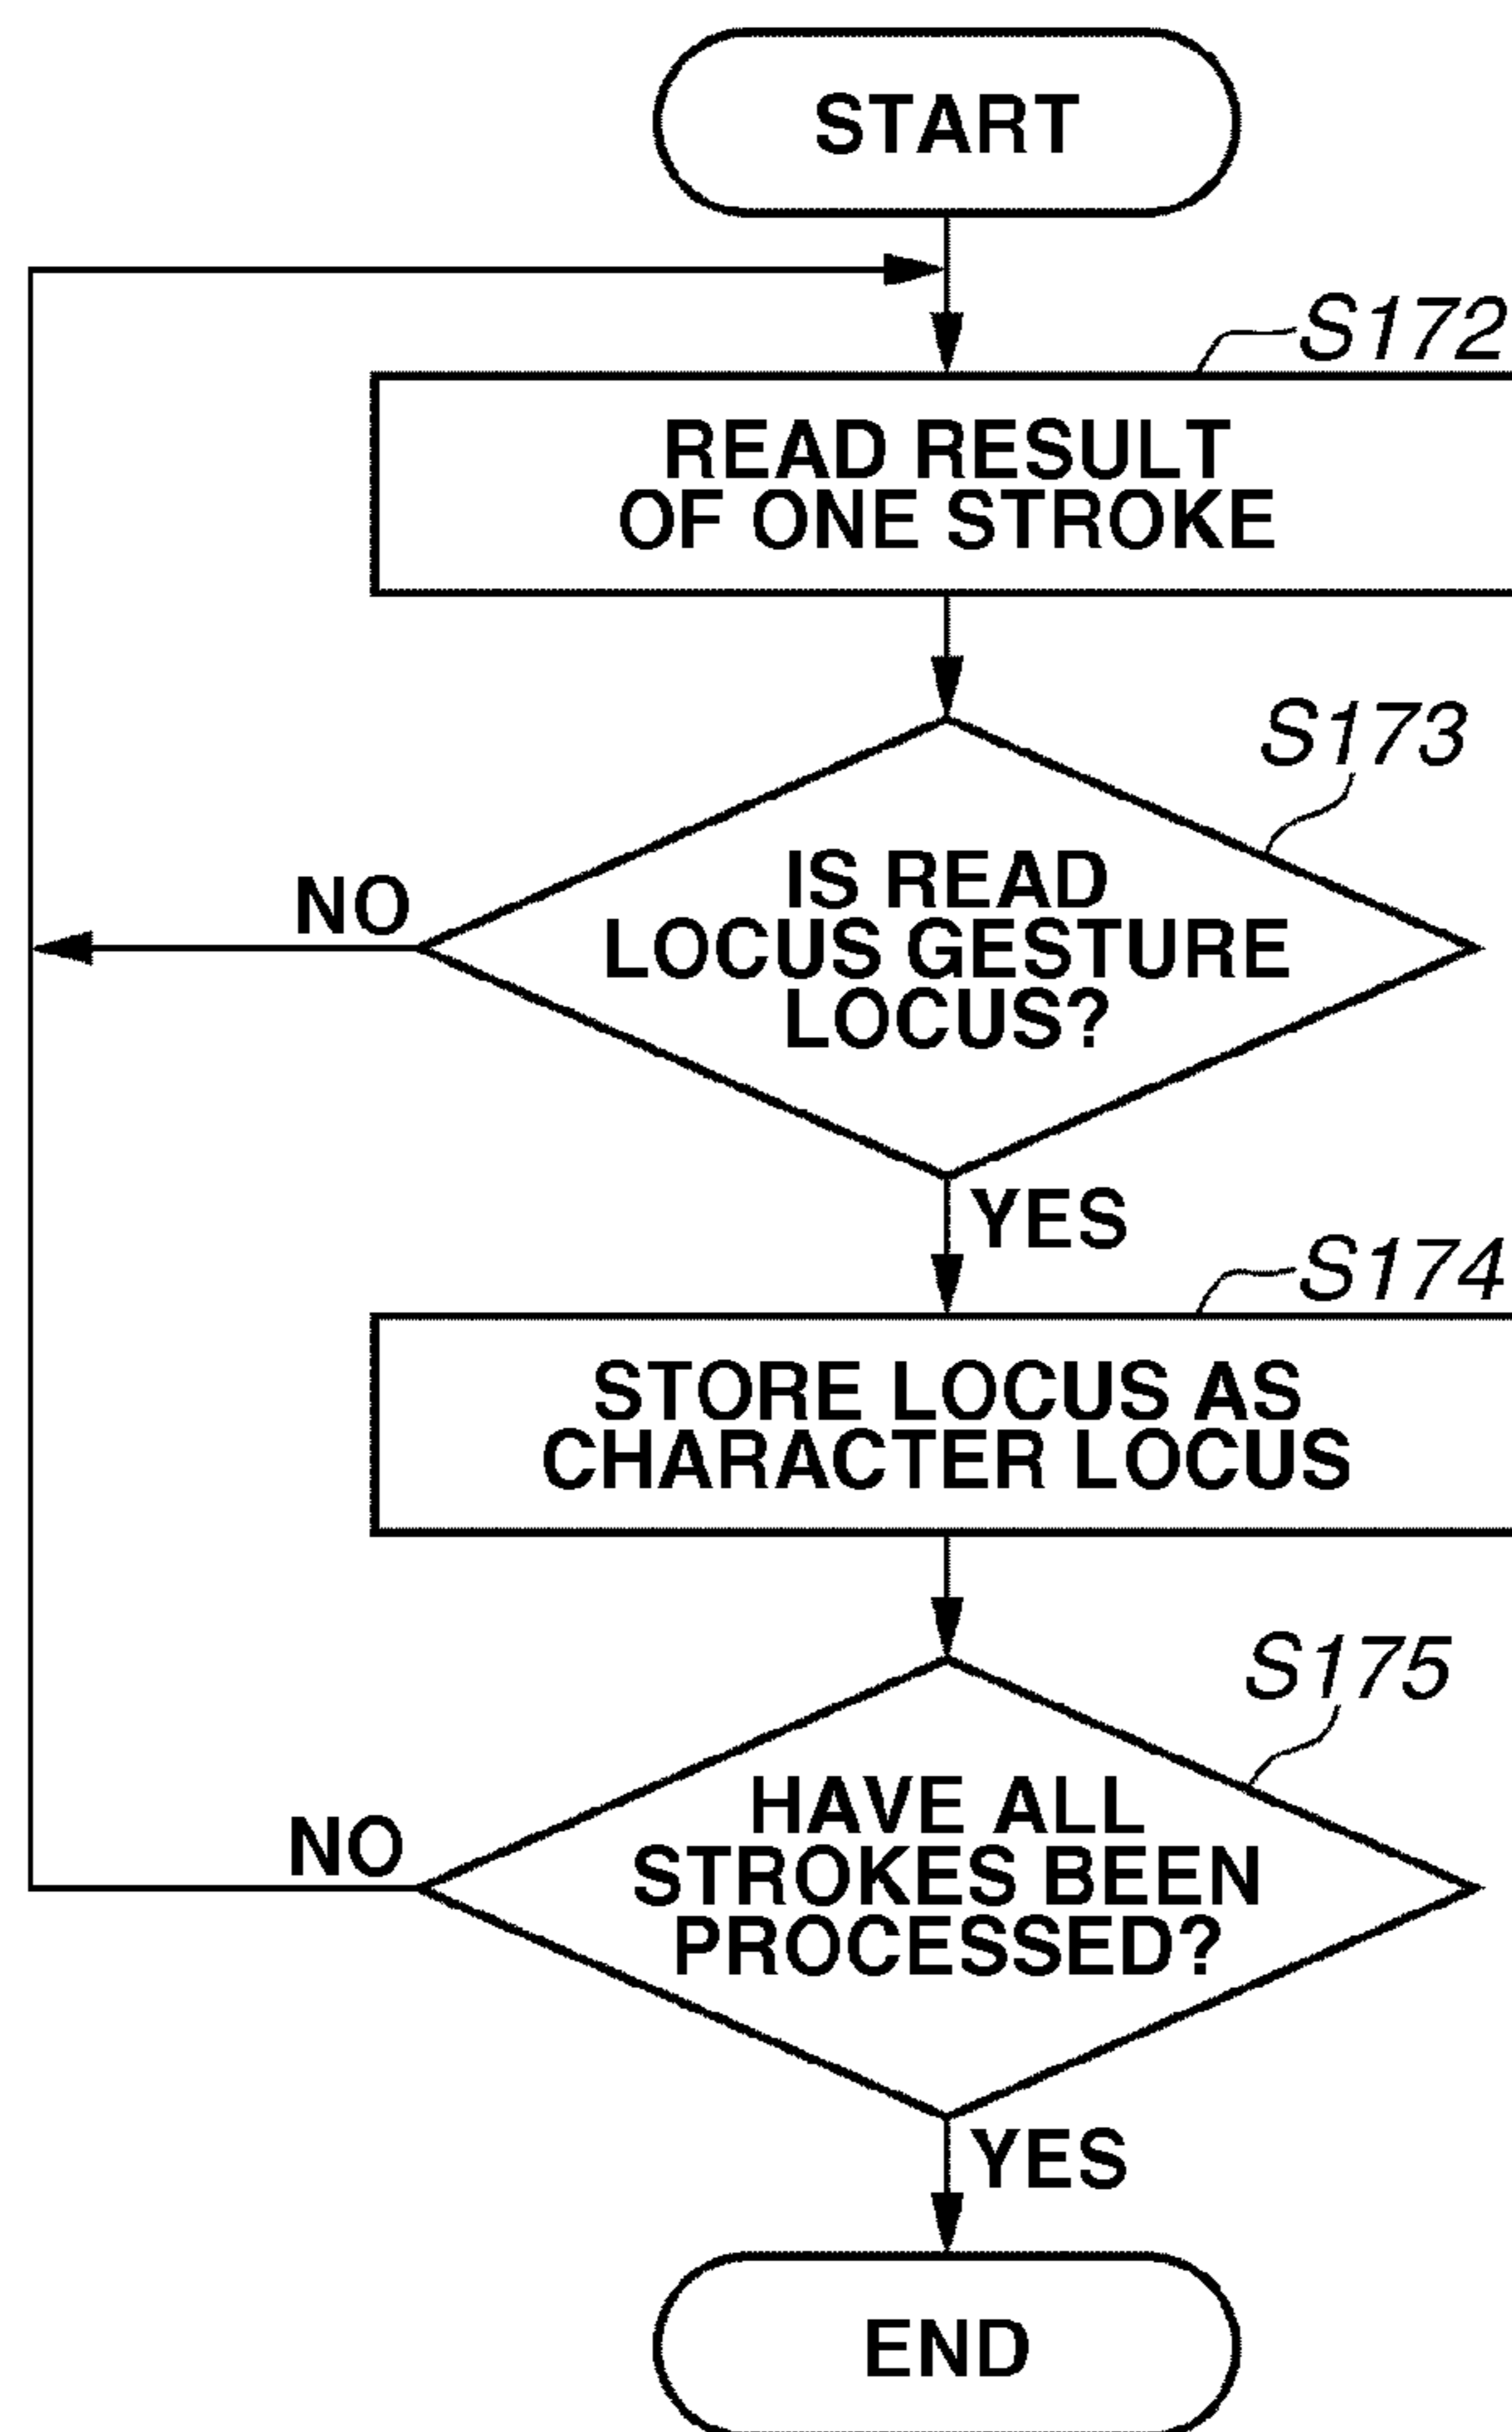 START
S172
READ RESULT
OF ONE STROKE
S173
IS READ
LOCUS GESTURE
LOCUS?
NO
YES
S174
STORE LOCUS AS
CHARACTER LOCUS
S175
HAVE ALL
STROKES BEEN
PROCESSED?
NO
YES
END